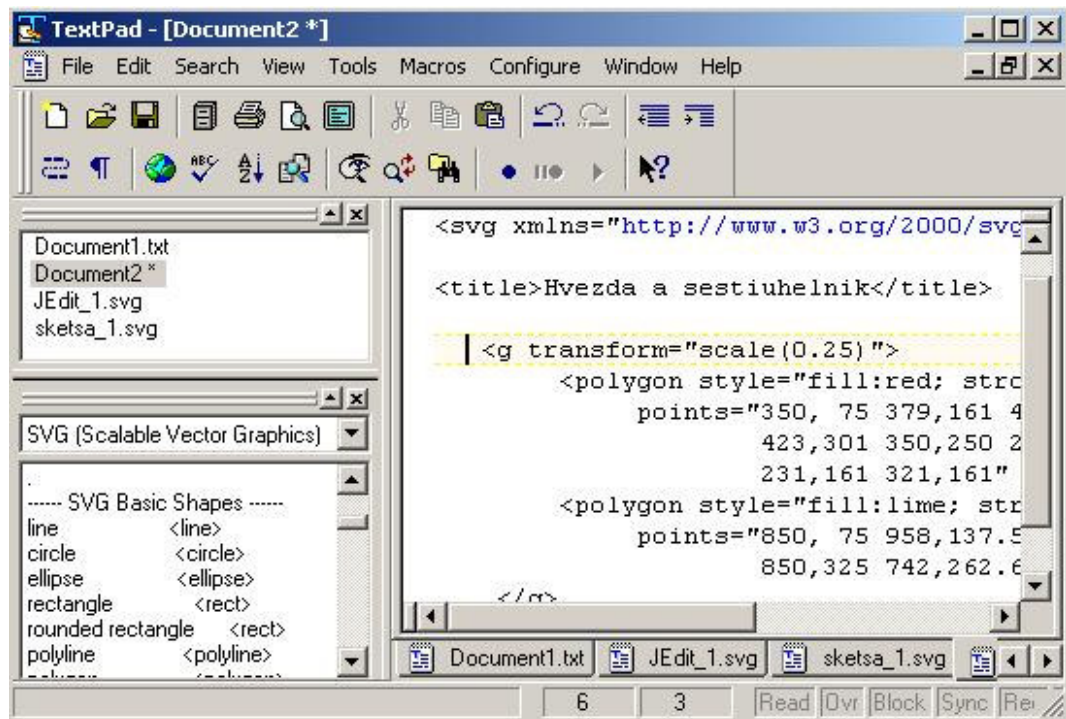 TextPad - [Document2 *]
File Edit Search View Tools Macros Configure Window Help
Document1.txt
Document2 *
JEdit_1.svg
sketsa_1.svg
SVG (Scalable Vector Graphics)
.
------ SVG Basic Shapes ------
line <line>
circle <circle>
ellipse <ellipse>
rectangle <rect>
rounded rectangle <rect>
polyline <polyline>
<svg xmlns="http://www.w3.org/2000/svg
<title>Hvezda a sestiuhelnik</title>
<g transform="scale(0.25)">
<polygon style="fill:red; stro
points="350, 75 379,161 4
423,301 350,250 2
231,161 321,161"
<polygon style="fill:lime; str
points="850, 75 958,137.5
850,325 742,262.6
</g>
Document1.txt JEdit_1.svg sketsa_1.svg
6 3 Read Ovr Block Sync Rec